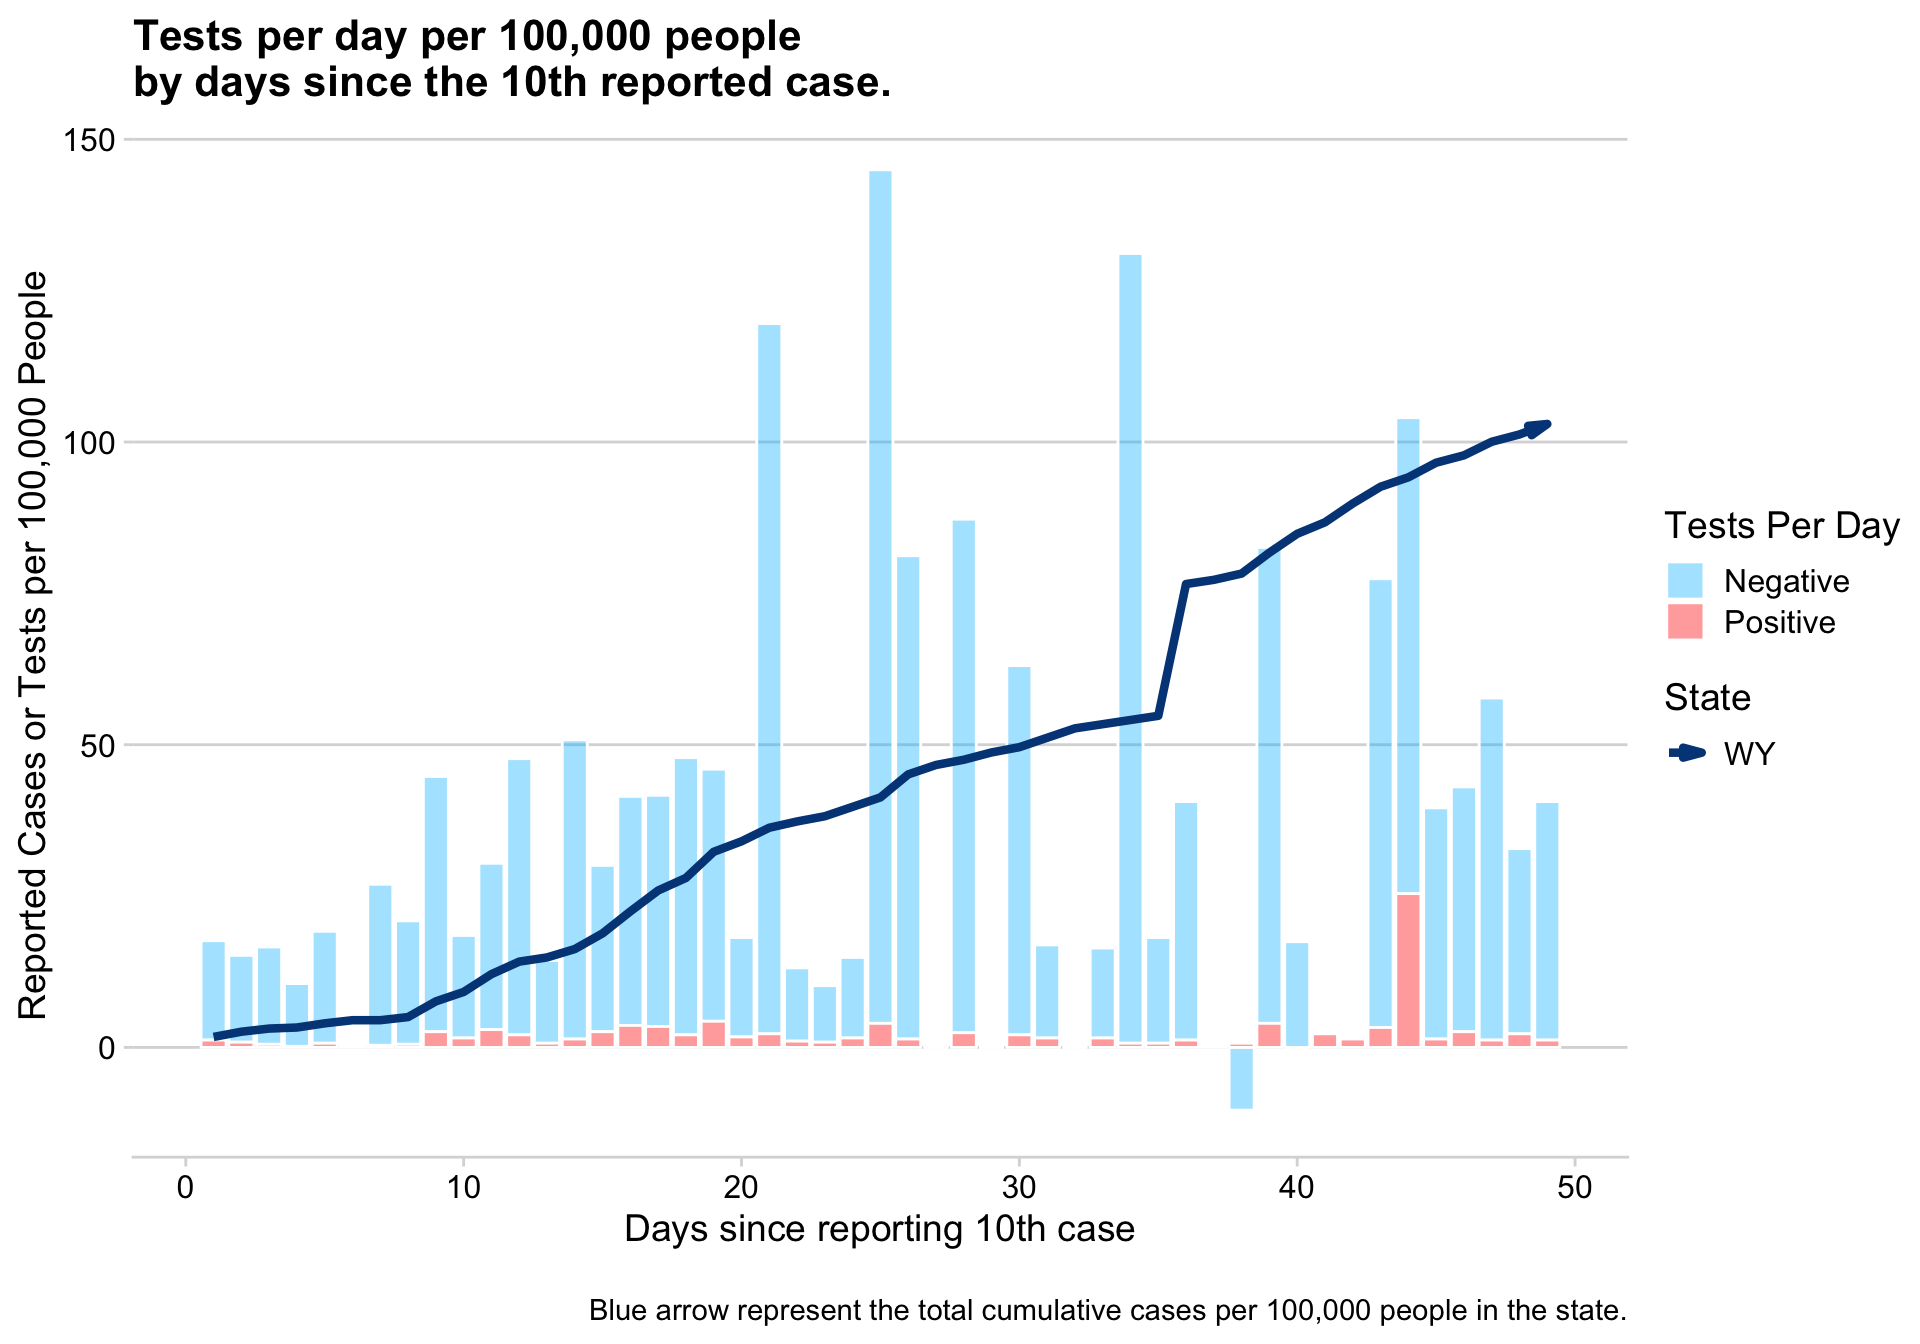 Tests per day per 100,000 people
by days since the 10th reported case.
Reported Cases or Tests per 100,000 People
150
100
50
0
0 10 20 30 40 50
Days since reporting 10th case
Tests Per Day
Negative
Positive
State
WY
Blue arrow represent the total cumulative cases per 100,000 people in the state.